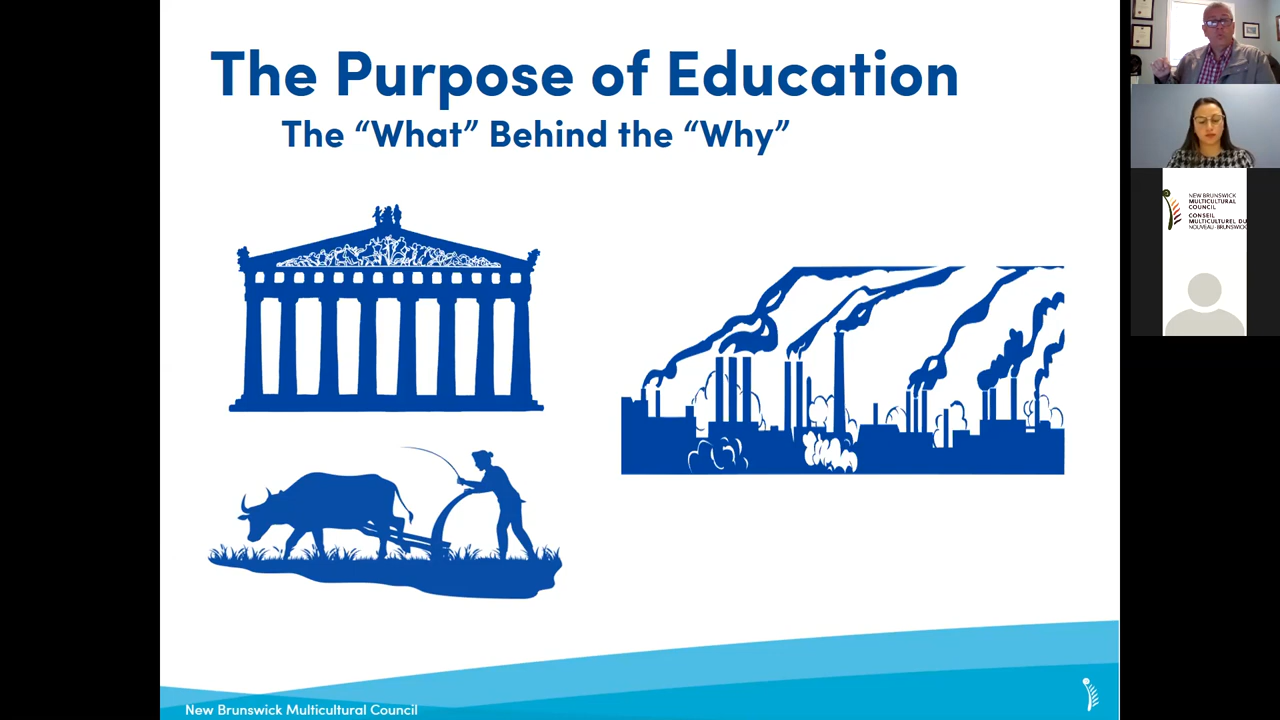 The Purpose of Education
The “What” Behind the “Why”
New Brunswick Multicultural Council
NEW BRUNSWICK
MULTICULTURAL
COUNCIL
CONSEIL
MULTICULTUREL DU
NOUVEAU-BRUNSWICK